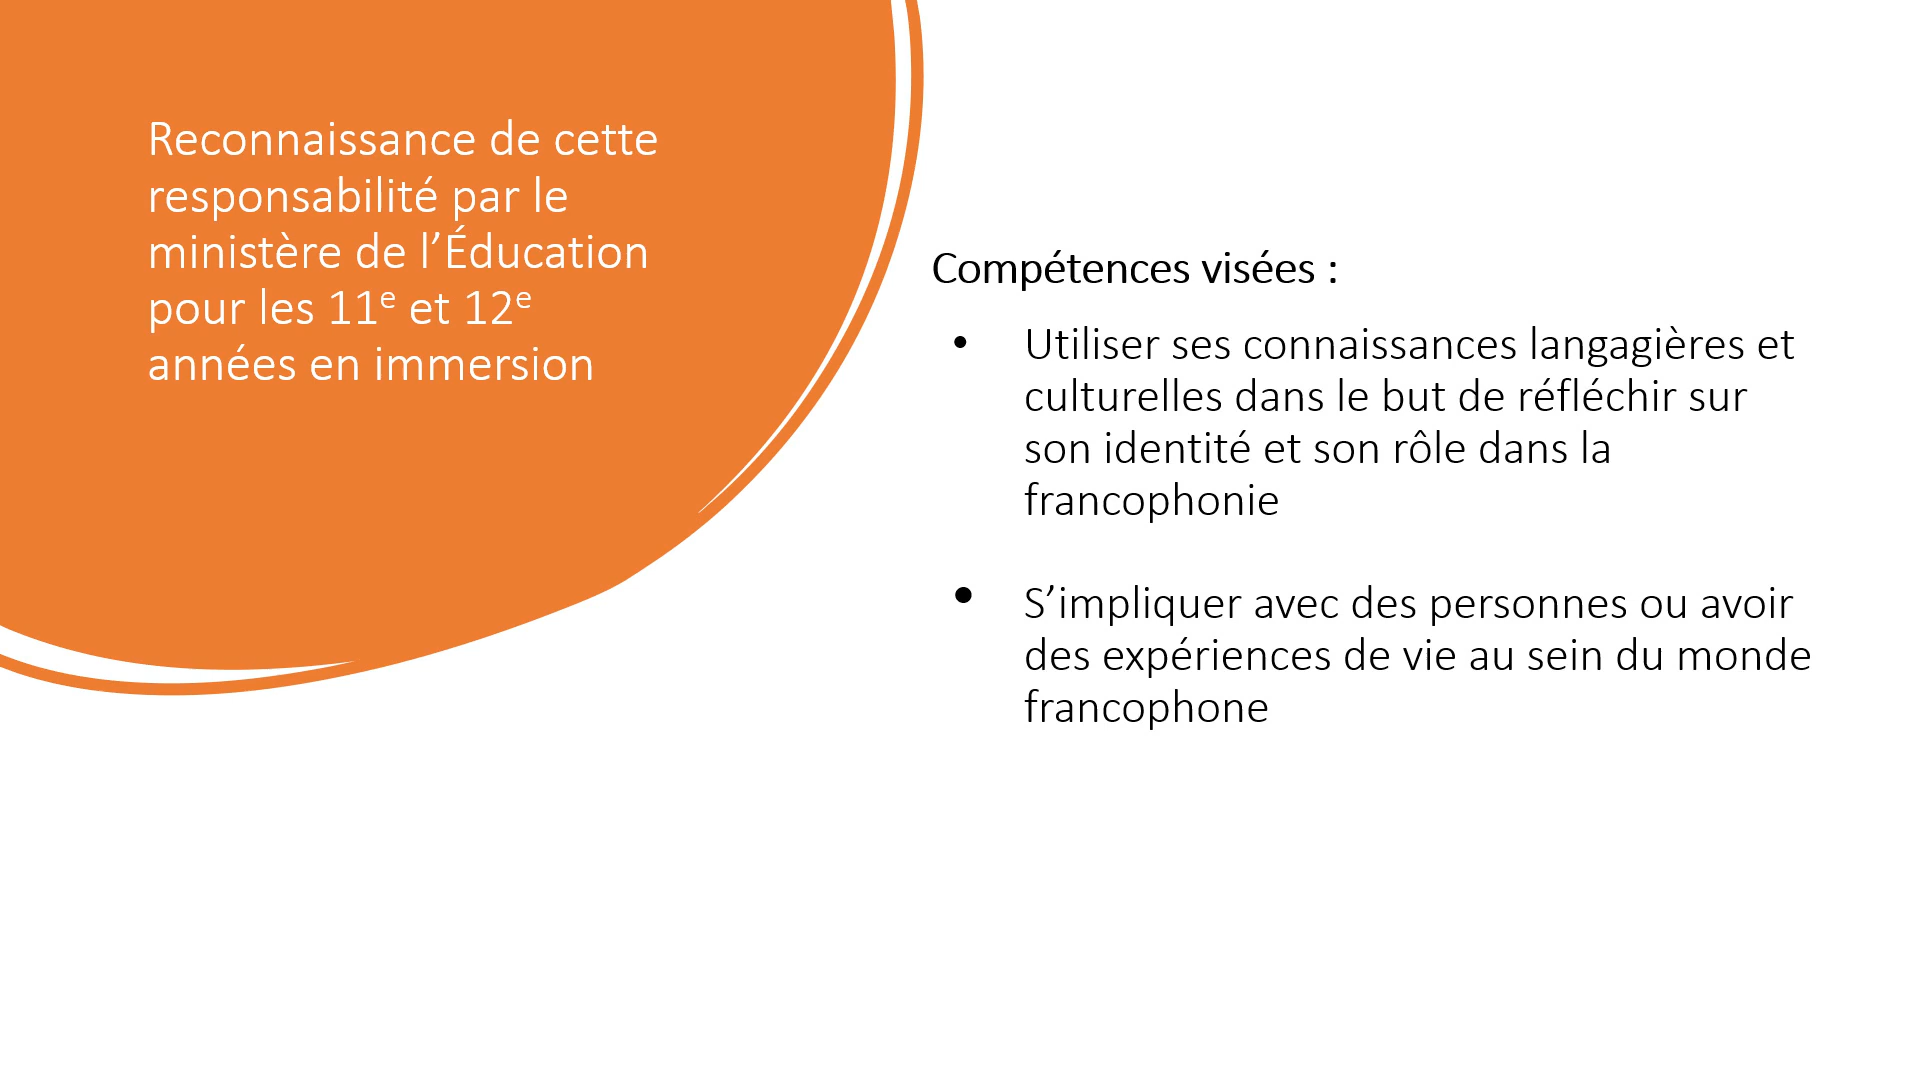 Reconnaissance de cette
responsabilité par le
ministère de l’Éducation
pour les 11e et 12e
années en immersion
Compétences visées :
• Utiliser ses connaissances langagières et
culturelles dans le but de réfléchir sur
son identité et son rôle dans la
francophonie
• S’impliquer avec des personnes ou avoir
des expériences de vie au sein du monde
francophone